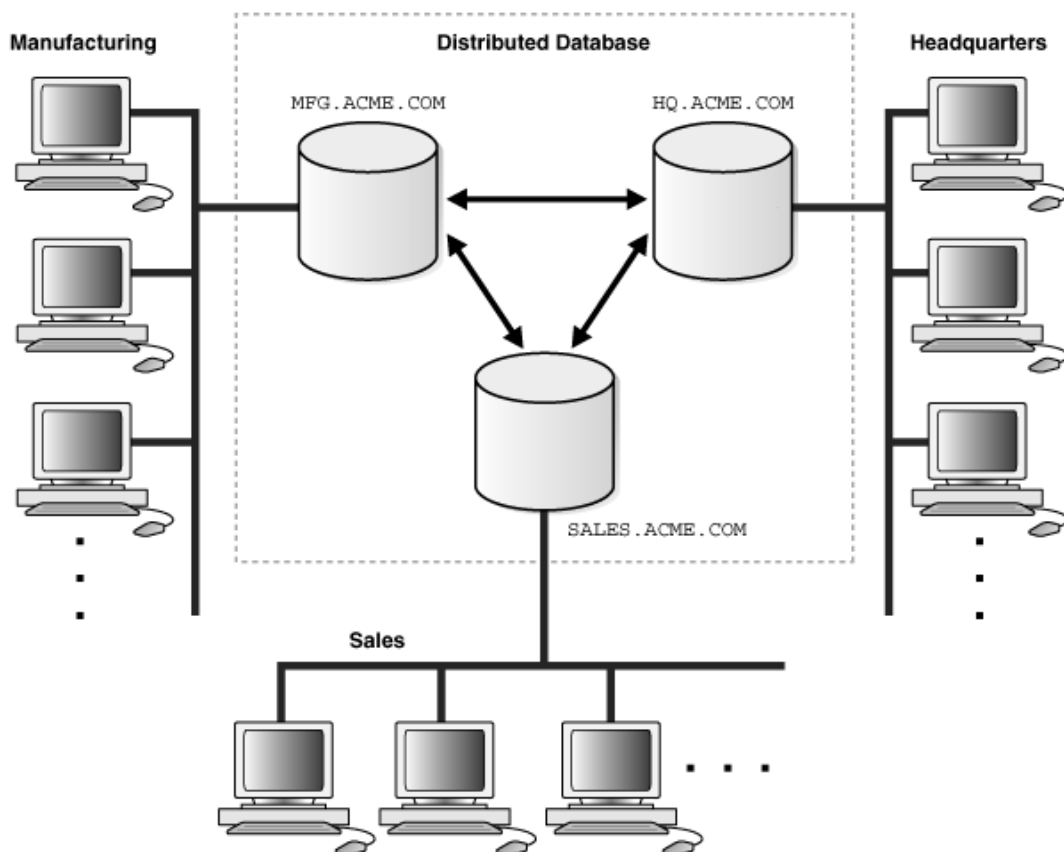 Manufacturing
Distributed Database
Headquarters
MFG.ACME.COM
HQ.ACME.COM
SALES.ACME.COM
Sales